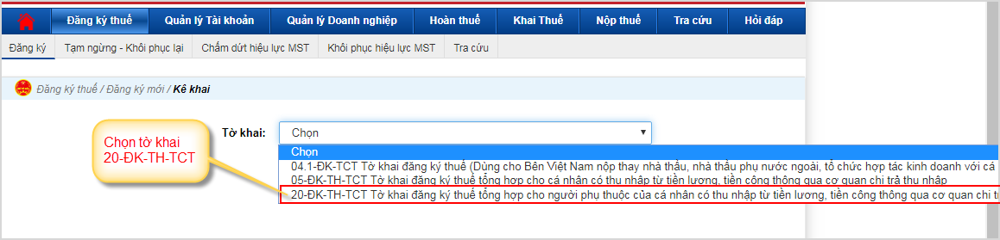 Đăng ký thuế Quản lý Tài khoản Quản lý Doanh nghiệp Hoàn thuế Khai Thuế Nộp thuế Tra cứu Hỏi đáp
Đăng ký Tạm ngừng - Khôi phục lại Chấm dứt hiệu lực MST Khôi phục hiệu lực MST Tra cứu
Đăng ký thuế / Đăng ký mới / Kê khai
Chọn tờ khai
20-ĐK-TH-TCT
Tờ khai: Chọn
Chọn
04.1-ĐK-TCT Tờ khai đăng ký thuế (Dùng cho Bên Việt Nam nộp thay nhà thầu, nhà thầu phụ nước ngoài, tổ chức hợp tác kinh doanh với cá
05-ĐK-TH-TCT Tờ khai đăng ký thuế tổng hợp cho cá nhân có thu nhập từ tiền lương, tiền công thông qua cơ quan chi trả thu nhập
20-ĐK-TH-TCT Tờ khai đăng ký thuế tổng hợp cho người phụ thuộc của cá nhân có thu nhập từ tiền lương, tiền công thông qua cơ quan chi tr